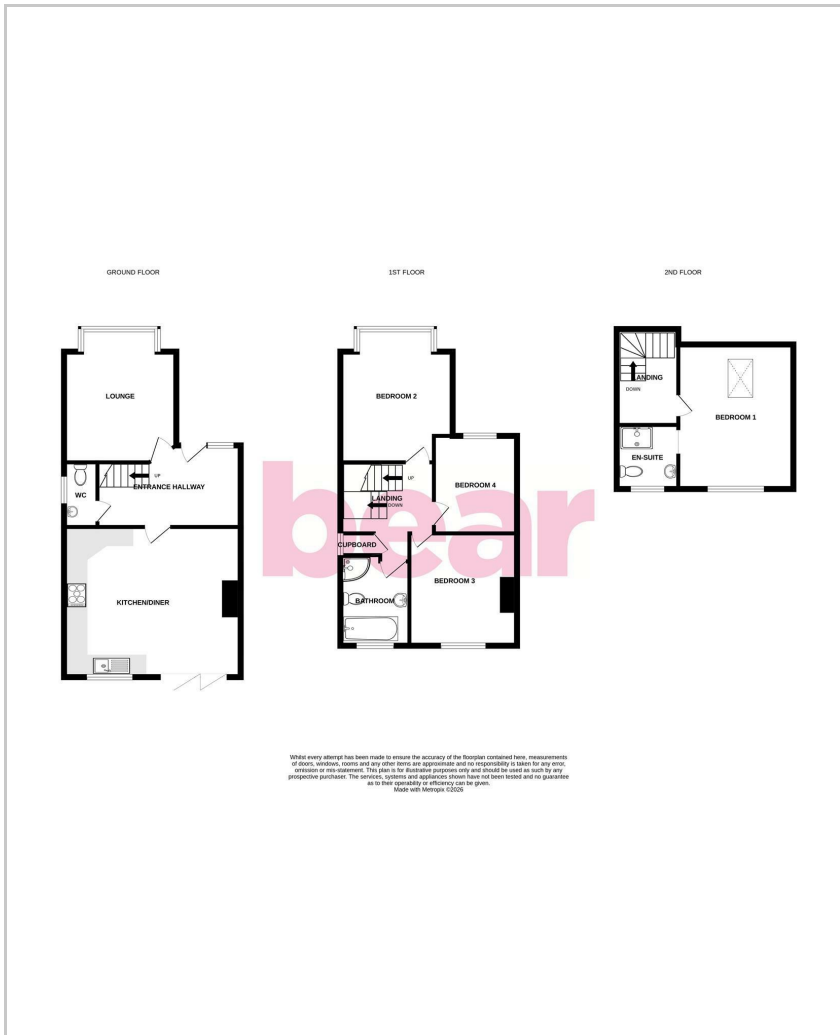 GROUND FLOOR
1ST FLOOR
2ND FLOOR
LOUNGE
UP
ENTRANCE HALLWAY
WC
KITCHEN/DINER
BEDROOM 2
UP
LANDING
DOWN
BEDROOM 4
CUPBOARD
BATHROOM
BEDROOM 3
LANDING
DOWN
BEDROOM 1
EN-SUITE
bear
Whilst every attempt has been made to ensure the accuracy of the floorplan contained here, measurements
of doors, windows, rooms and any other items are approximate and no responsibility is taken for any error,
omission or mis-statement. This plan is for illustrative purposes only and should be used as such by any
prospective purchaser. The services, systems and appliances shown have not been tested and no guarantee
as to their operability or efficiency can be given.
Made with Metropix ©2026